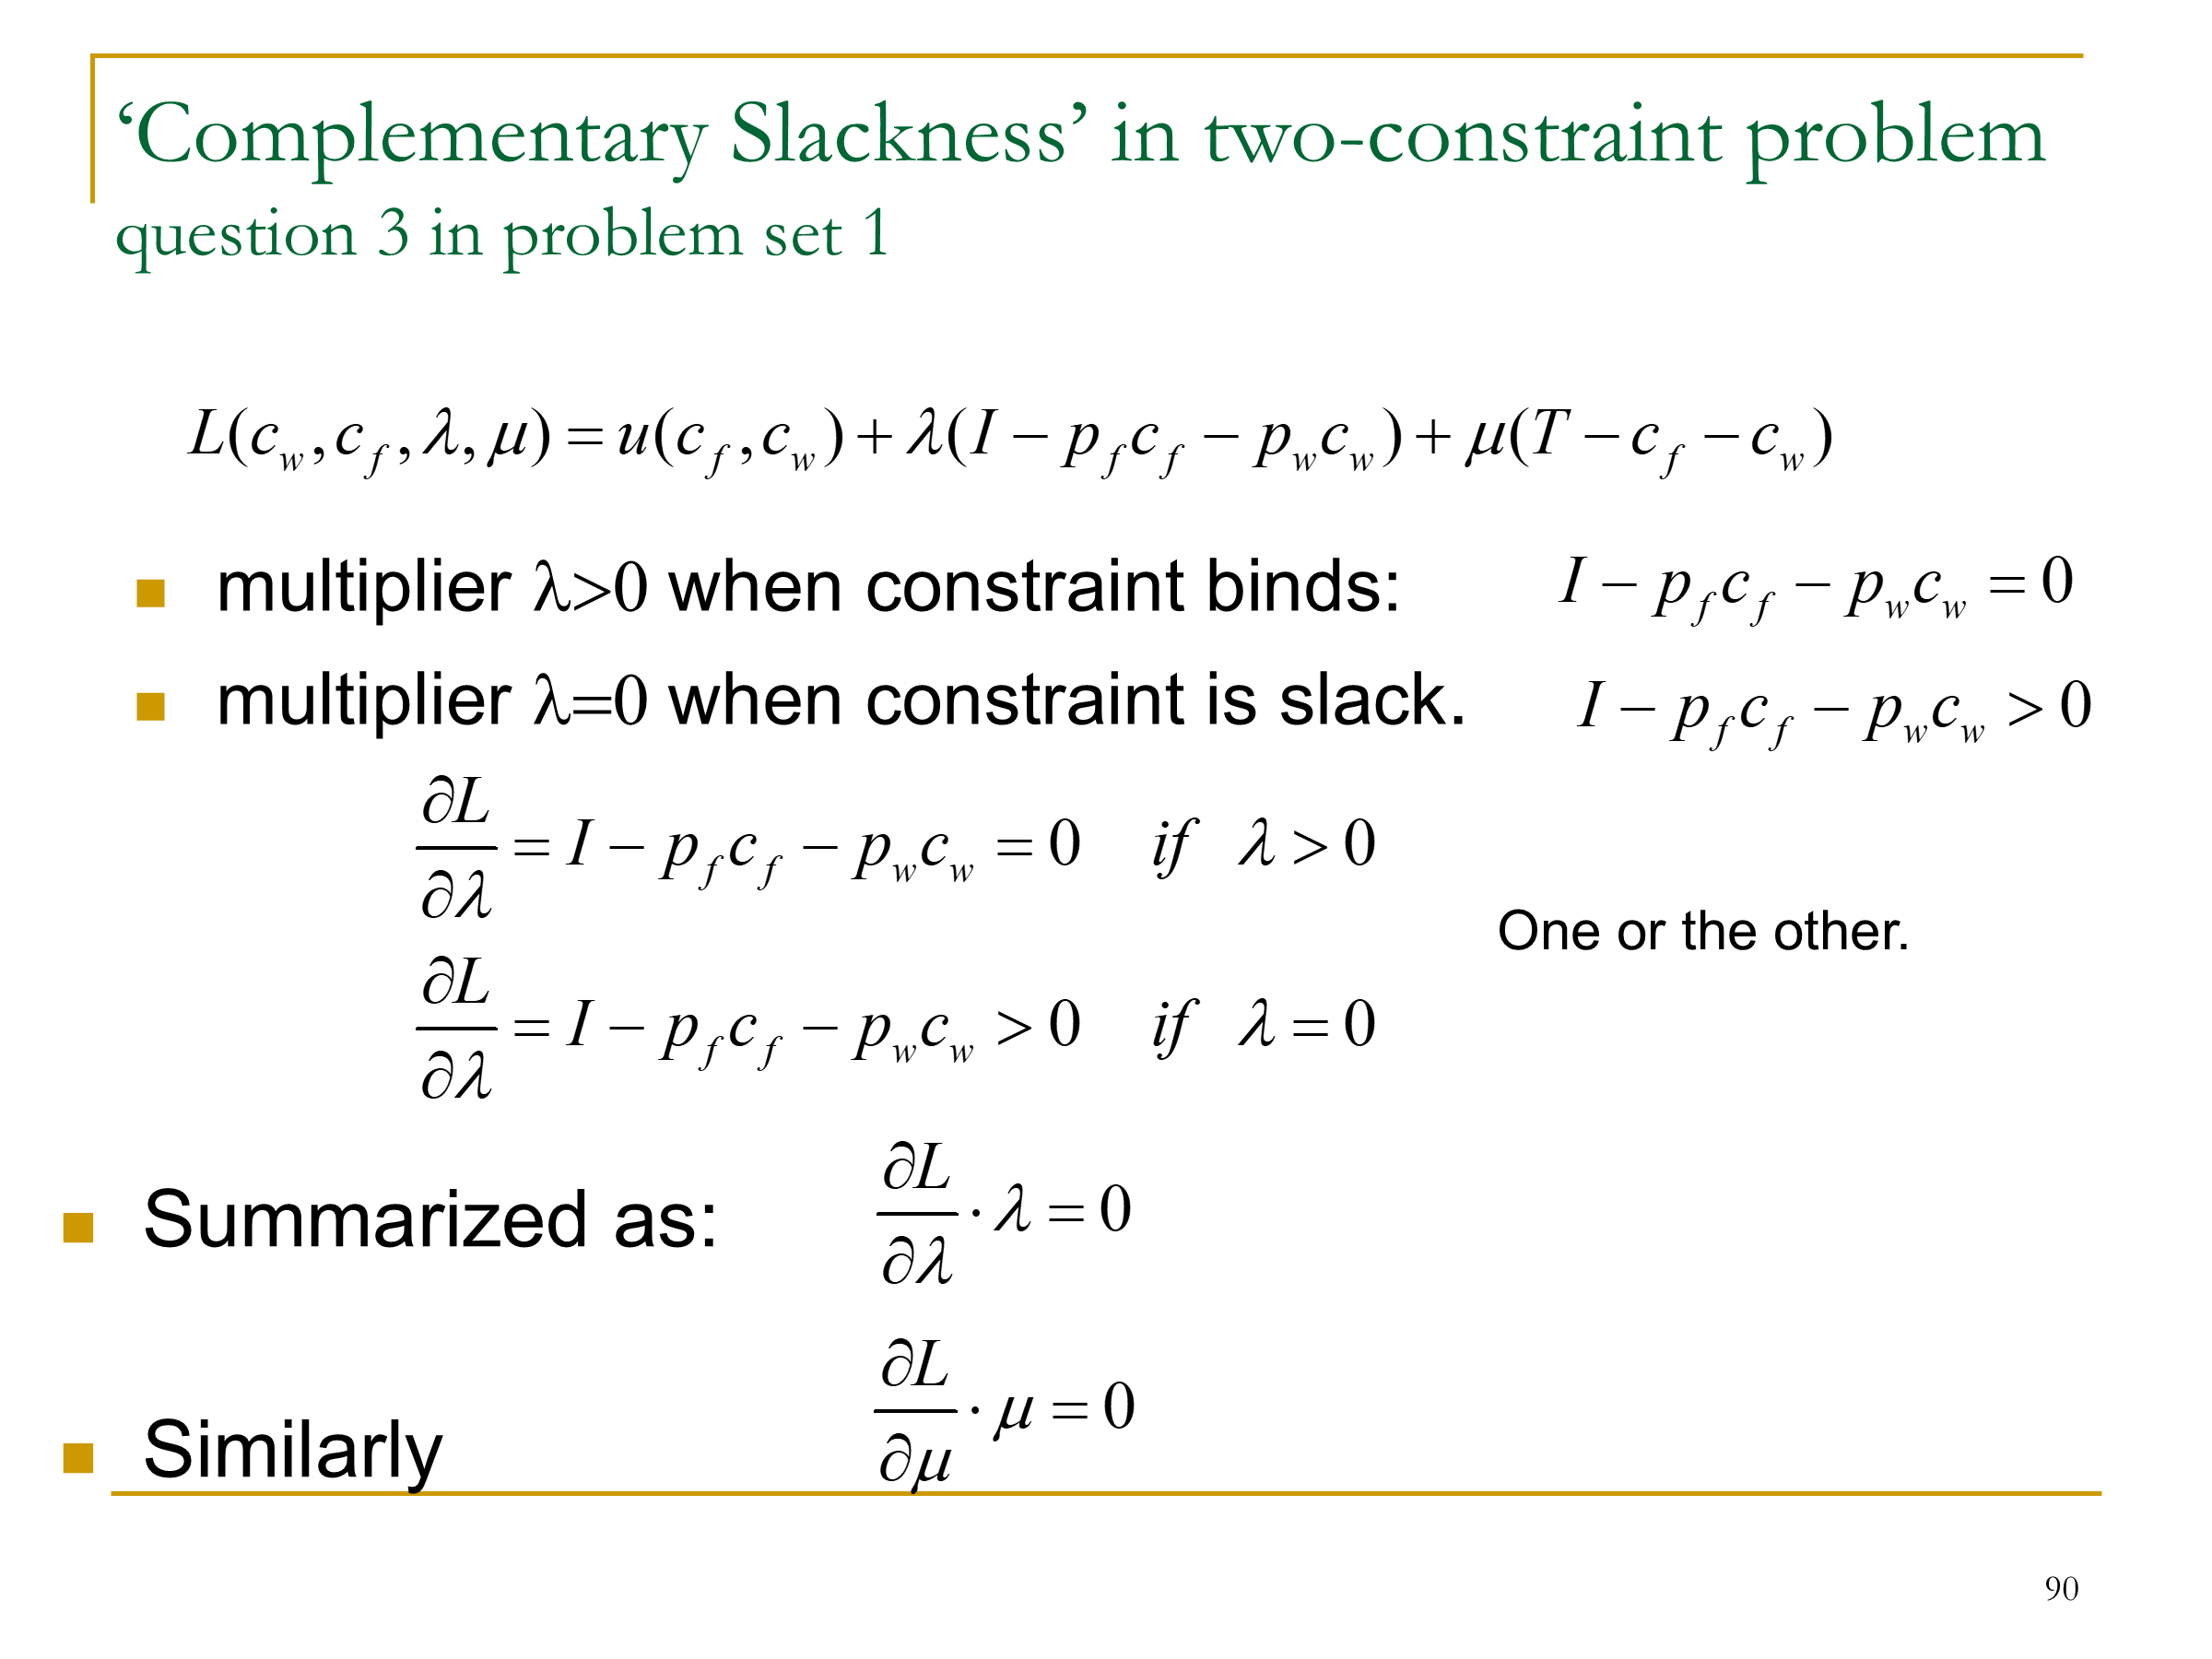 ‘Complementary Slackness’ in two-constraint problem
question 3 in problem set 1
L(c_w, c_f, λ, μ) = u(c_f, c_w) + λ(I − p_f c_f − p_w c_w) + μ(T − c_f − c_w)
multiplier λ>0 when constraint binds: I − p_f c_f − p_w c_w = 0
multiplier λ=0 when constraint is slack. I − p_f c_f − p_w c_w > 0
∂L/∂λ = I − p_f c_f − p_w c_w = 0 if λ > 0
One or the other.
∂L/∂λ = I − p_f c_f − p_w c_w > 0 if λ = 0
Summarized as: ∂L/∂λ · λ = 0
Similarly ∂L/∂μ · μ = 0
90